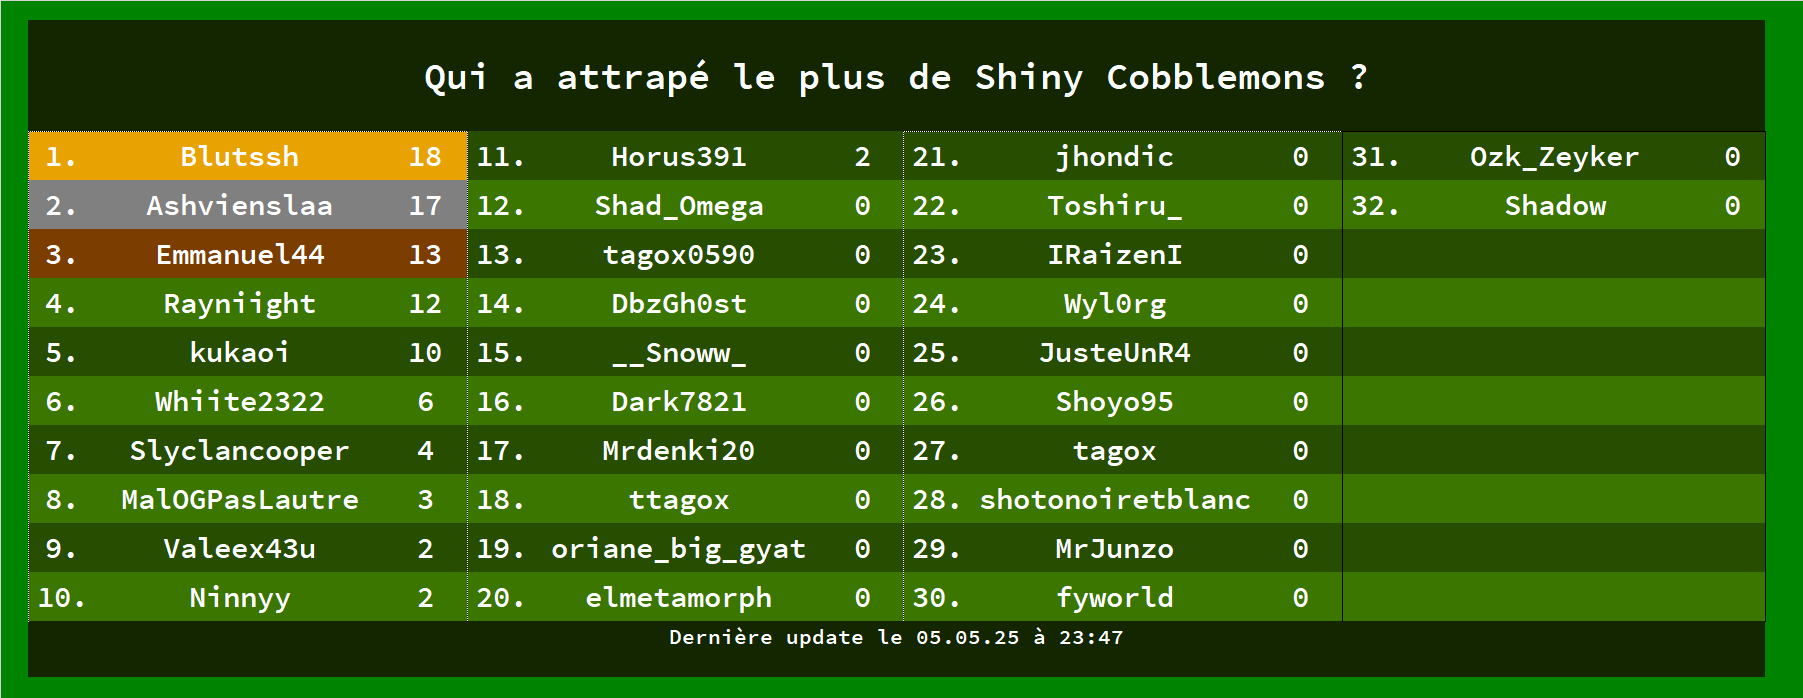 Qui a attrapé le plus de Shiny Cobblemons ?
1. Blutssh 18
2. Ashvienslaa 17
3. Emmanuel44 13
4. Rayniight 12
5. kukaoi 10
6. Whiite2322 6
7. Slyclancooper 4
8. MalOGPasLautre 3
9. Valeex43u 2
10. Ninnyy 2
11. Horus391 2
12. Shad_Omega 0
13. tagox0590 0
14. DbzGh0st 0
15. __Snoww_ 0
16. Dark7821 0
17. Mrdenki20 0
18. ttagox 0
19. oriane_big_gyat 0
20. elmetamorph 0
21. jhondic 0
22. Toshiru_ 0
23. IRaizenI 0
24. Wyl0rg 0
25. JusteUnR4 0
26. Shoyo95 0
27. tagox 0
28. shotonoiretblanc 0
29. MrJunzo 0
30. fyworld 0
31. Ozk_Zeyker 0
32. Shadow 0
Dernière update le 05.05.25 à 23:47